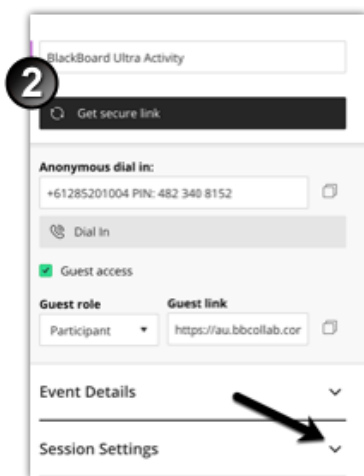 BlackBoard Ultra Activity
2
Get secure link
Anonymous dial in:
+61285201004 PIN: 482 340 8152
Dial In
Guest access
Guest role Guest link
Participant https://au.bbcollab.cor
Event Details
Session Settings